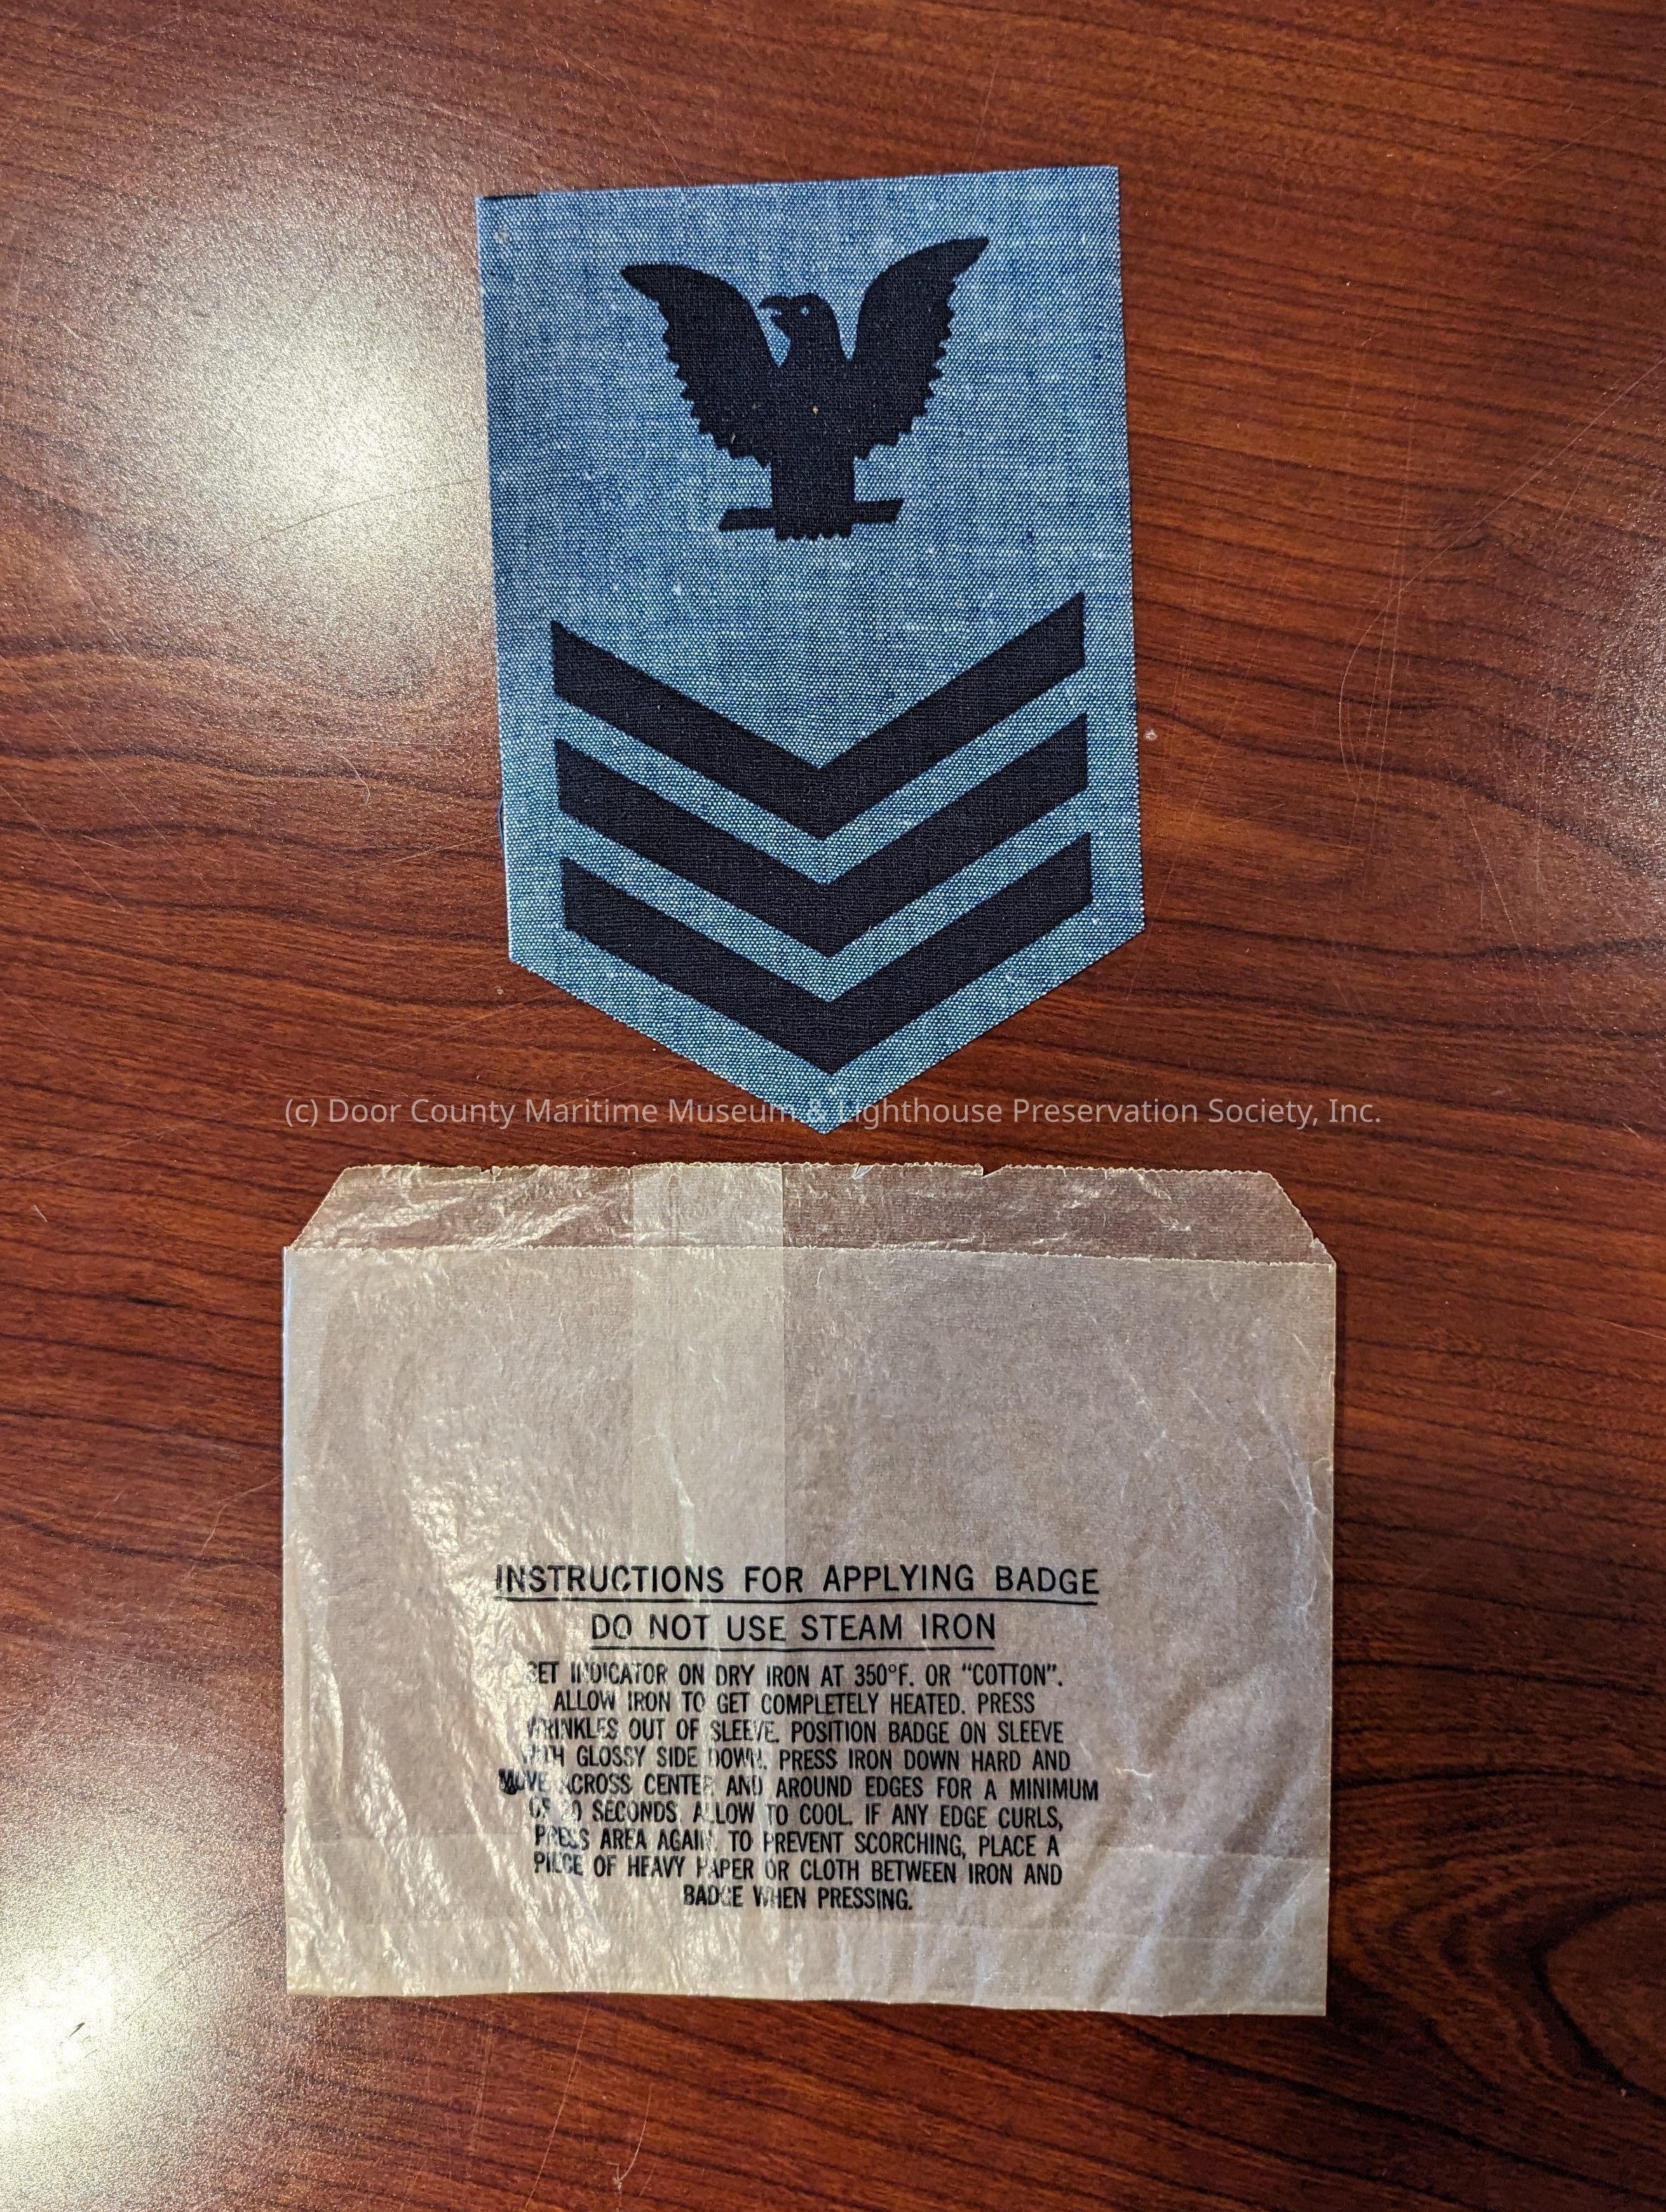 (c) Door County Maritime Museum & Lighthouse Preservation Society, Inc.
INSTRUCTIONS FOR APPLYING BADGE
DO NOT USE STEAM IRON
SET INDICATOR ON DRY IRON AT 350°F. OR "COTTON".
ALLOW IRON TO GET COMPLETELY HEATED. PRESS
WRINKLES OUT OF SLEEVE. POSITION BADGE ON SLEEVE
WITH GLOSSY SIDE DOWN. PRESS IRON DOWN HARD AND
MOVE ACROSS CENTER AND AROUND EDGES FOR A MINIMUM
OF 20 SECONDS. ALLOW TO COOL. IF ANY EDGE CURLS,
PRESS AREA AGAIN. TO PREVENT SCORCHING, PLACE A
PIECE OF HEAVY PAPER OR CLOTH BETWEEN IRON AND
BADGE WHEN PRESSING.